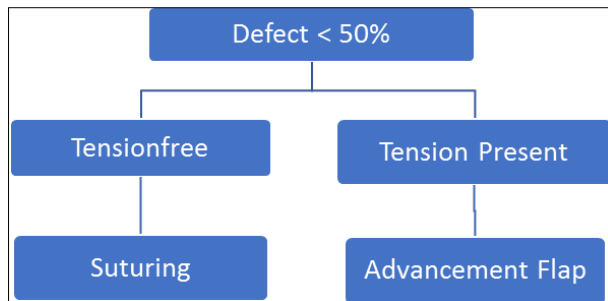 Defect < 50%
Tensionfree
Tension Present
Suturing
Advancement Flap